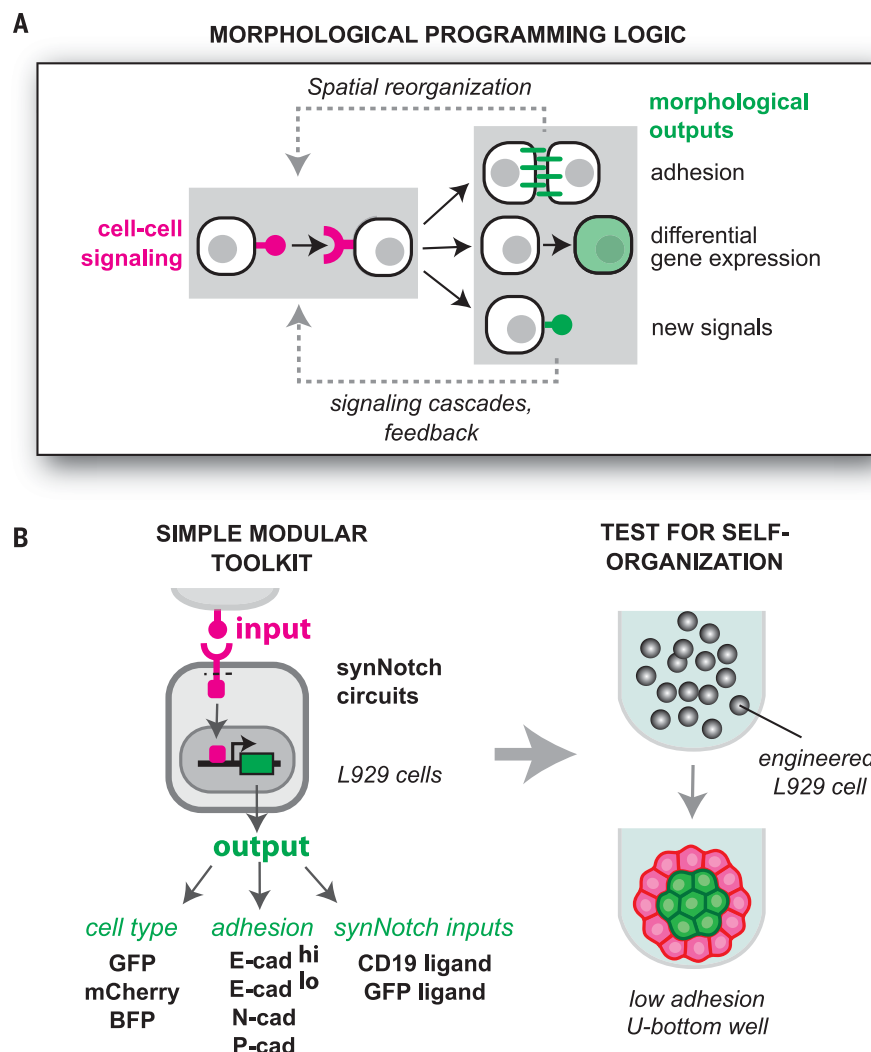 A
MORPHOLOGICAL PROGRAMMING LOGIC
Spatial reorganization
morphological
outputs
adhesion
cell-cell
signaling
differential
gene expression
new signals
signaling cascades,
feedback
B
SIMPLE MODULAR
TOOLKIT
TEST FOR SELF-
ORGANIZATION
input
synNotch
circuits
L929 cells
engineered
L929 cell
output
cell type
adhesion
synNotch inputs
GFP
E-cad hi
CD19 ligand
mCherry
E-cad lo
GFP ligand
BFP
N-cad
P-cad
low adhesion
U-bottom well